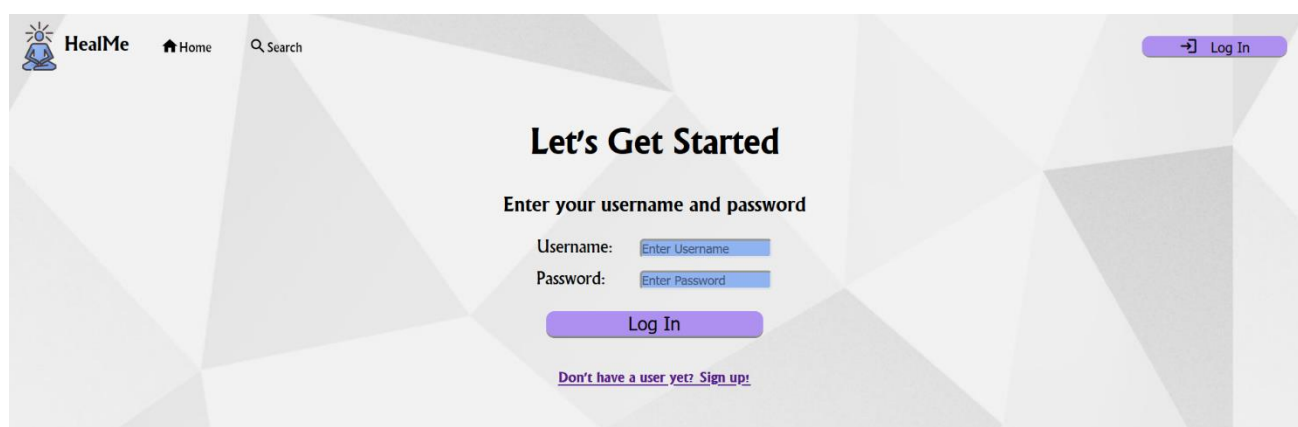 HealMe Home Search Log In
Let's Get Started
Enter your username and password
Username: Enter Username
Password: Enter Password
Log In
Don't have a user yet? Sign up!